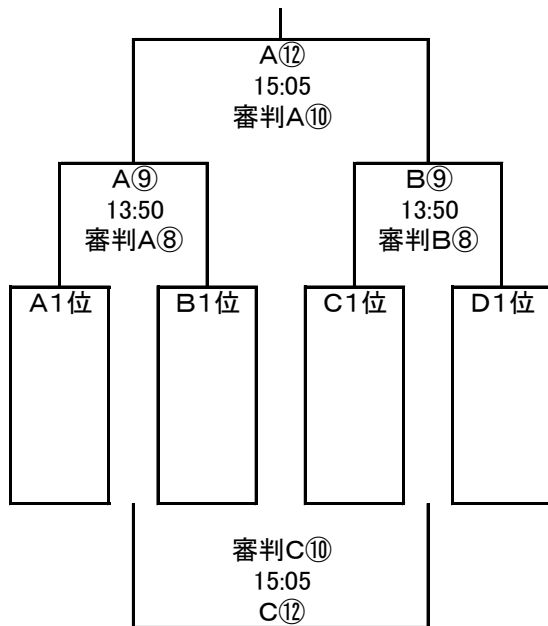 A⑫
15:05
審判A⑩
A⑨
13:50
審判A⑧
B⑨
13:50
審判B⑧
A1位
B1位
C1位
D1位
審判C⑩
15:05
C⑫